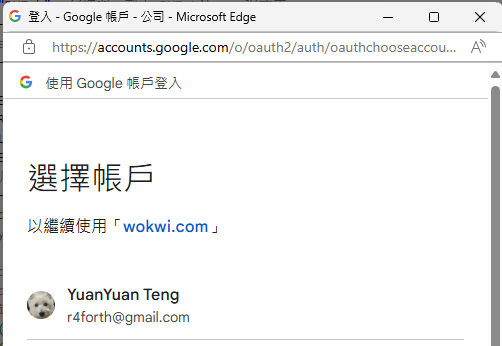 登入 - Google 帳戶 - 公司 - Microsoft Edge
https://accounts.google.com/o/oauth2/auth/oauthchooseaccou...
使用 Google 帳戶登入
選擇帳戶
以繼續使用「wokwi.com」
YuanYuan Teng
r4forth@gmail.com